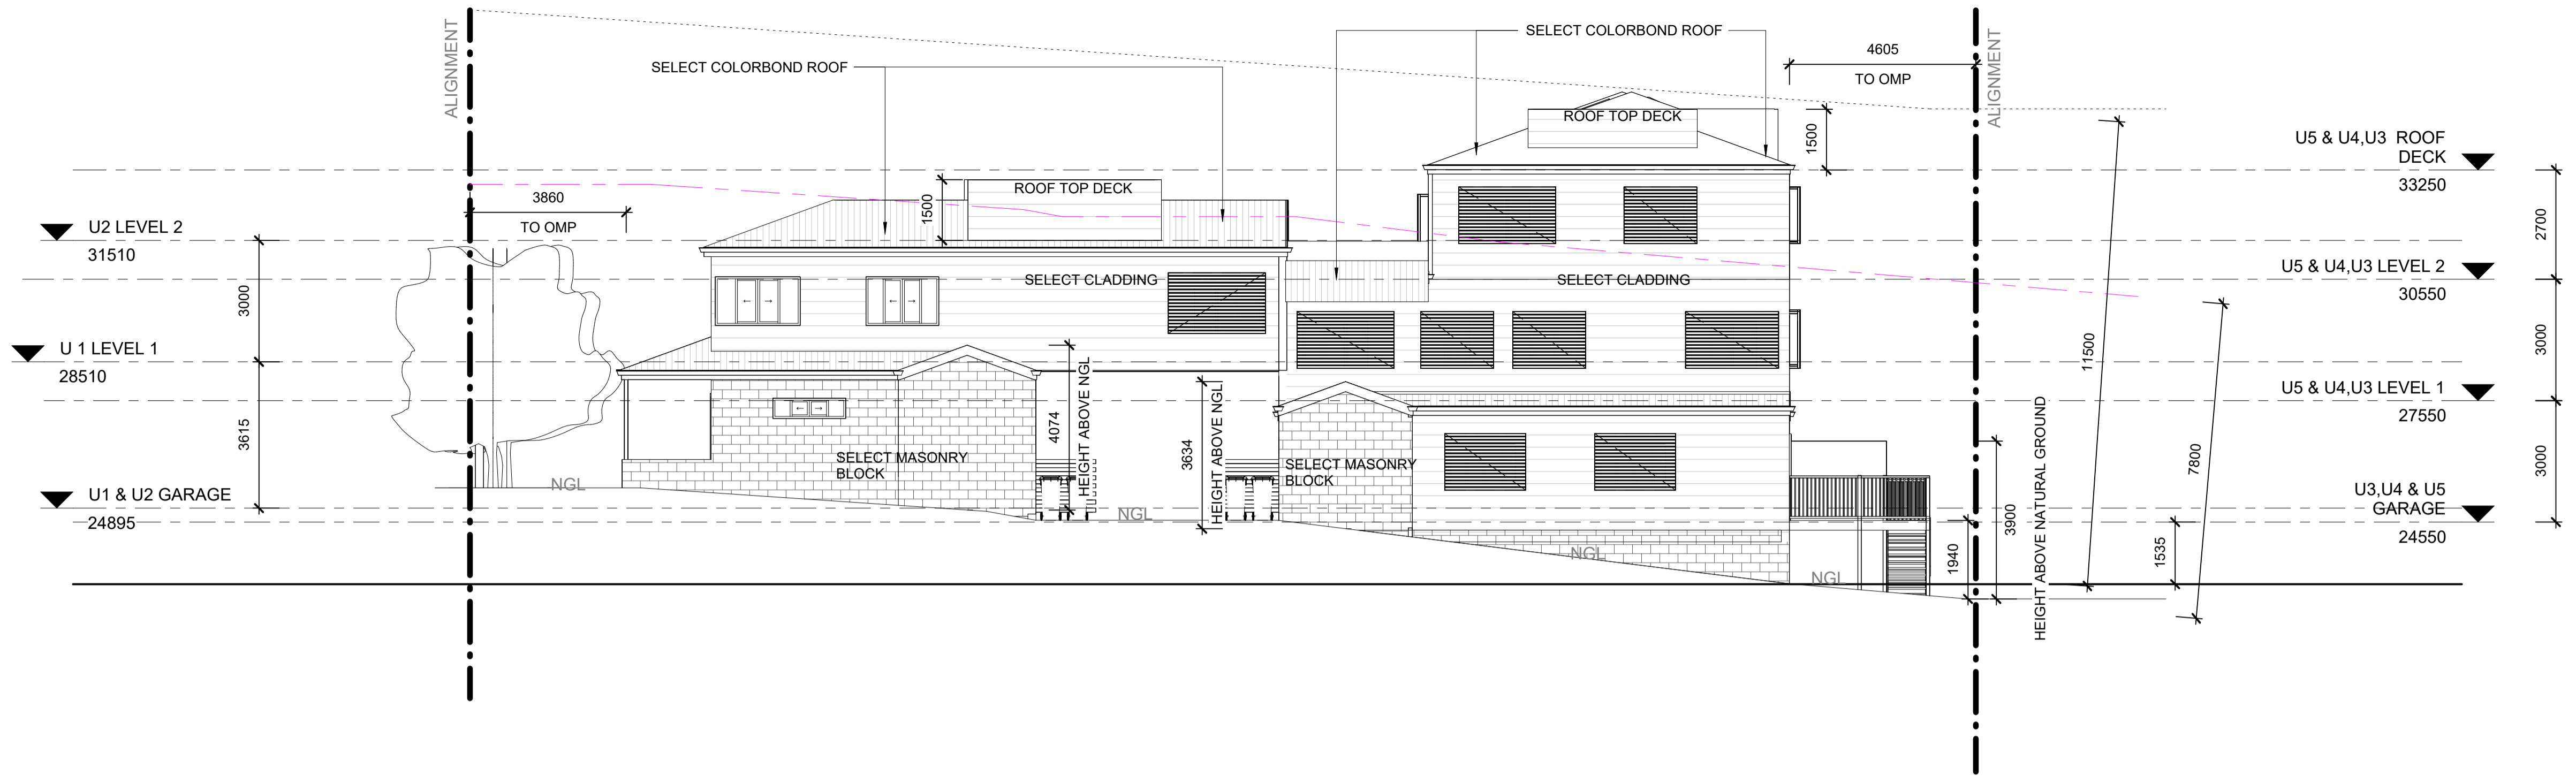 ALIGNMENT
SELECT COLORBOND ROOF
SELECT COLORBOND ROOF
4605
TO OMP
ALIGNMENT
ROOF TOP DECK
1500
11500
U5 & U4,U3 ROOF
DECK
33250
2700
U2 LEVEL 2
31510
3860
TO OMP
1500
ROOF TOP DECK
3000
SELECT CLADDING
SELECT CLADDING
U5 & U4,U3 LEVEL 2
30550
3000
U 1 LEVEL 1
28510
3615
4074
HEIGHT ABOVE NGL
3634
HEIGHT ABOVE NGL
U5 & U4,U3 LEVEL 1
27550
3000
7800
SELECT MASONRY
BLOCK
SELECT MASONRY
BLOCK
U1 & U2 GARAGE
24895
NGL
NGL
NGL
NGL
1940
3900
HEIGHT ABOVE NATURAL GROUND
1535
U3,U4 & U5
GARAGE
24550